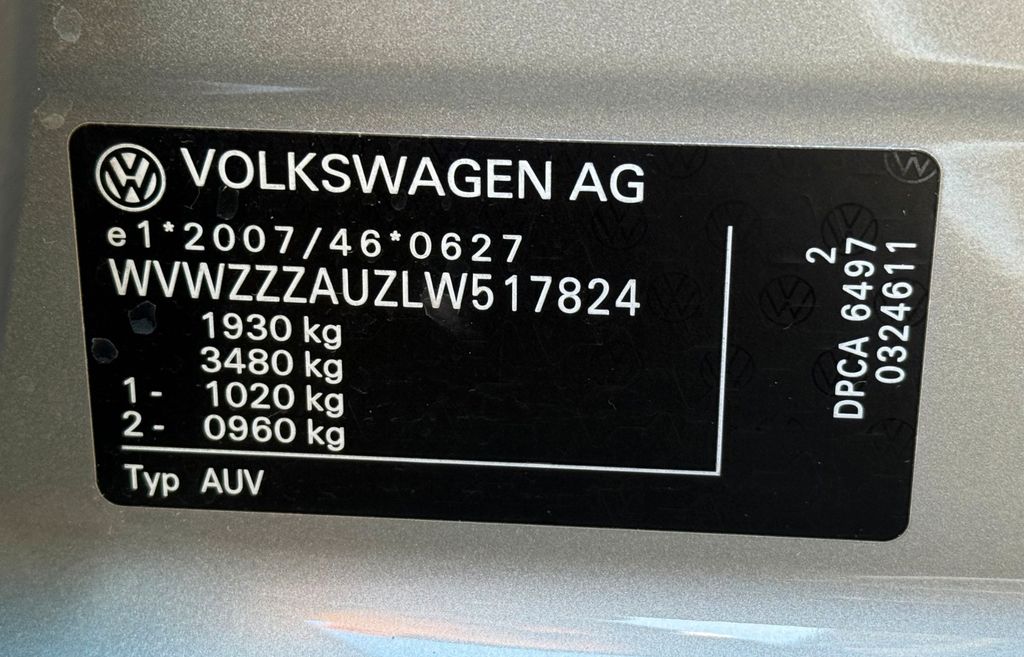 VOLKSWAGEN AG
e1*2007/46*0627
WVWZZZAUZLW517824
1930 kg
3480 kg
1- 1020 kg
2- 0960 kg
Typ AUV
2
DPCA 6497
0324611